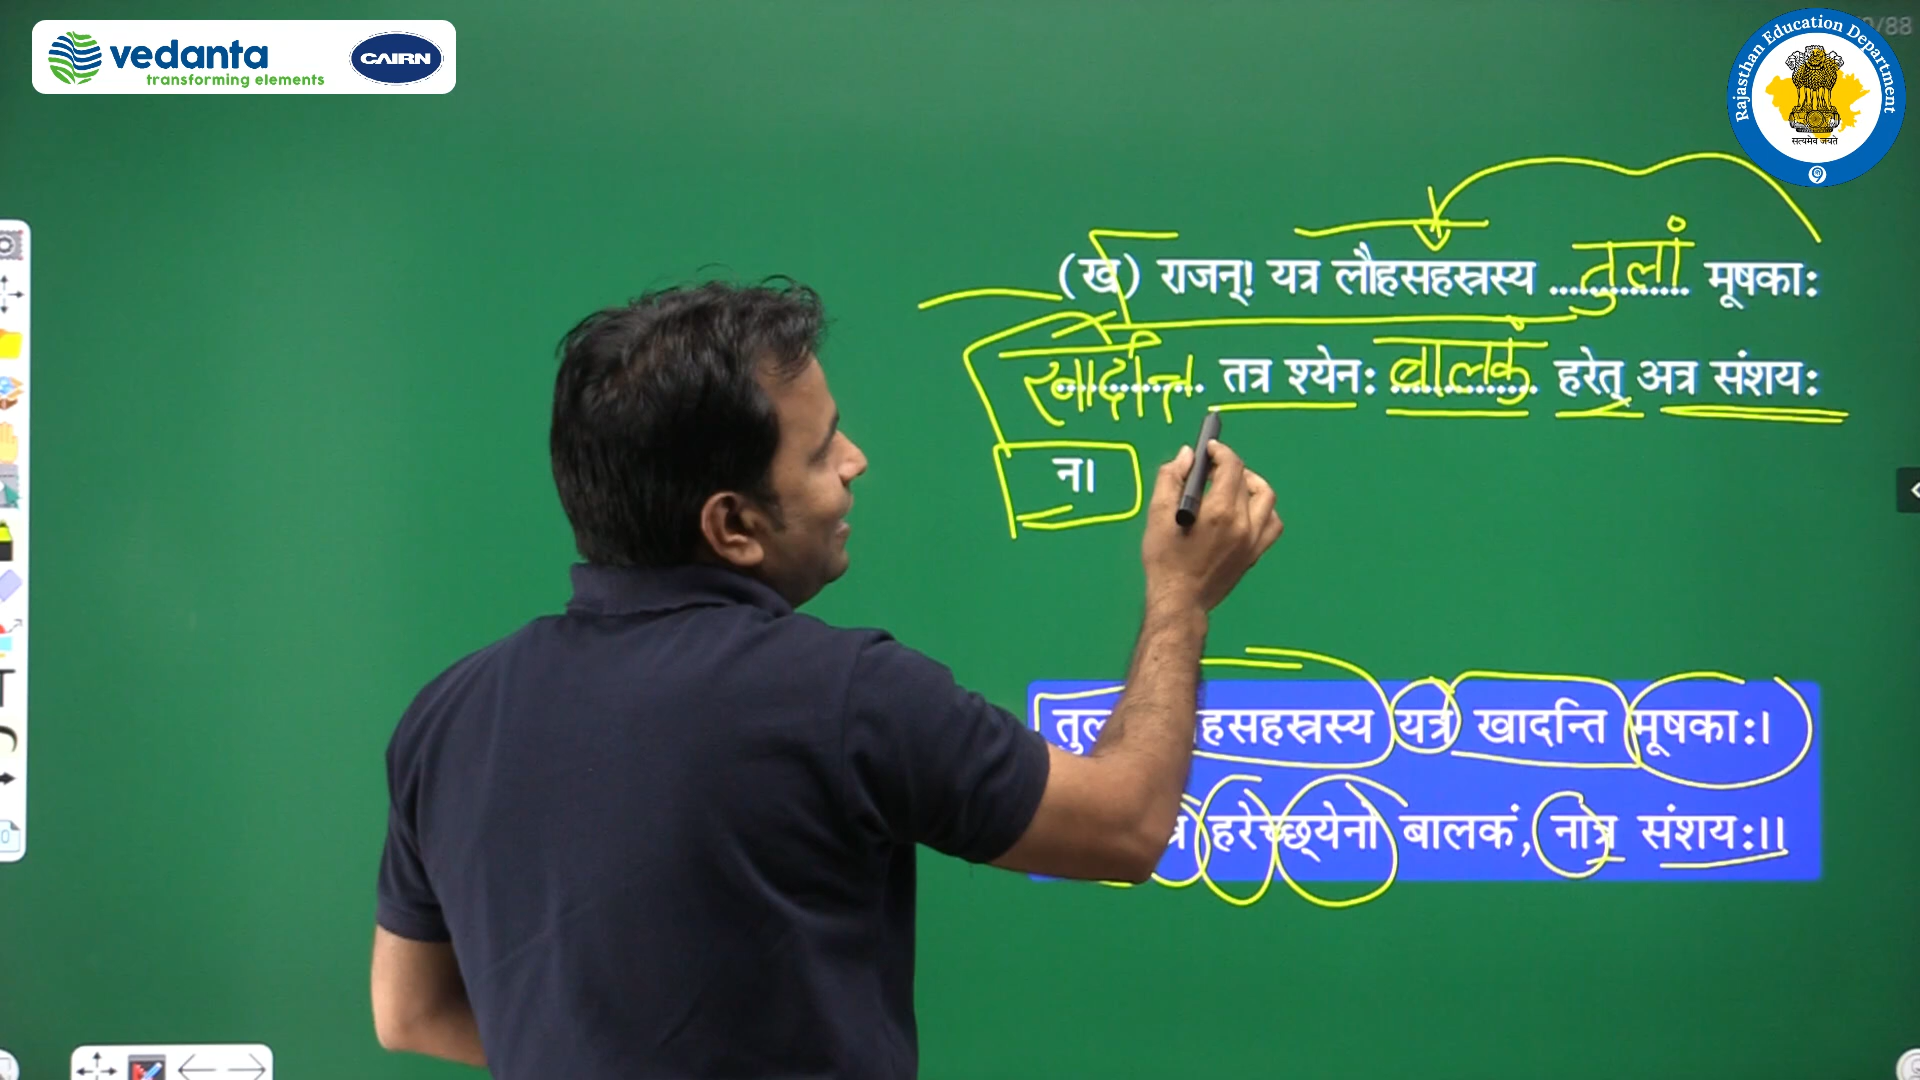 vedanta
transforming elements
CAIRN
/88
Rajasthan Education Department
सत्यमेव जयते
(ख) राजन्! यत्र लौहसहस्रस्य तुलां मूषकाः
खादन्ति तत्र श्येनः बालकं हरेत् अत्र संशयः
न।
हसहस्रस्य यत्र खादन्ति मूषकाः।
हरेच्छ्येनो बालकं, नात्र संशयः॥